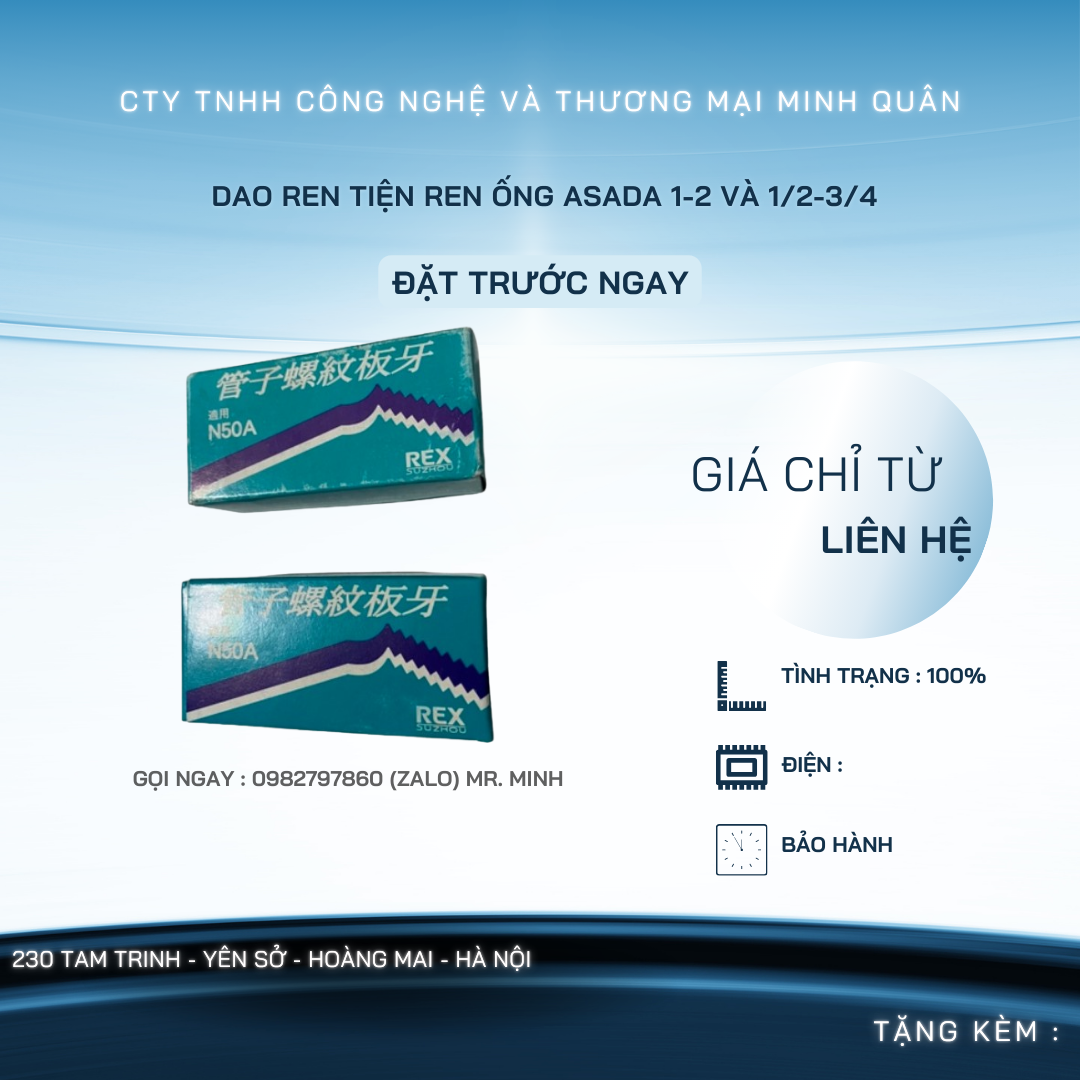 CTY TNHH CÔNG NGHỆ VÀ THƯƠNG MẠI MINH QUÂN
DAO REN TIỆN REN ỐNG ASADA 1-2 VÀ 1/2-3/4
ĐẶT TRƯỚC NGAY
管子螺紋板牙
適用
N50A
REX
SUZHOU
管子螺紋板牙
N50A
REX
SUZHOU
GỌI NGAY : 0982797860 (ZALO) MR. MINH
GIÁ CHỈ TỪ
LIÊN HỆ
TÌNH TRẠNG : 100%
ĐIỆN :
BẢO HÀNH
230 TAM TRINH - YÊN SỞ - HOÀNG MAI - HÀ NỘI
TẶNG KÈM :